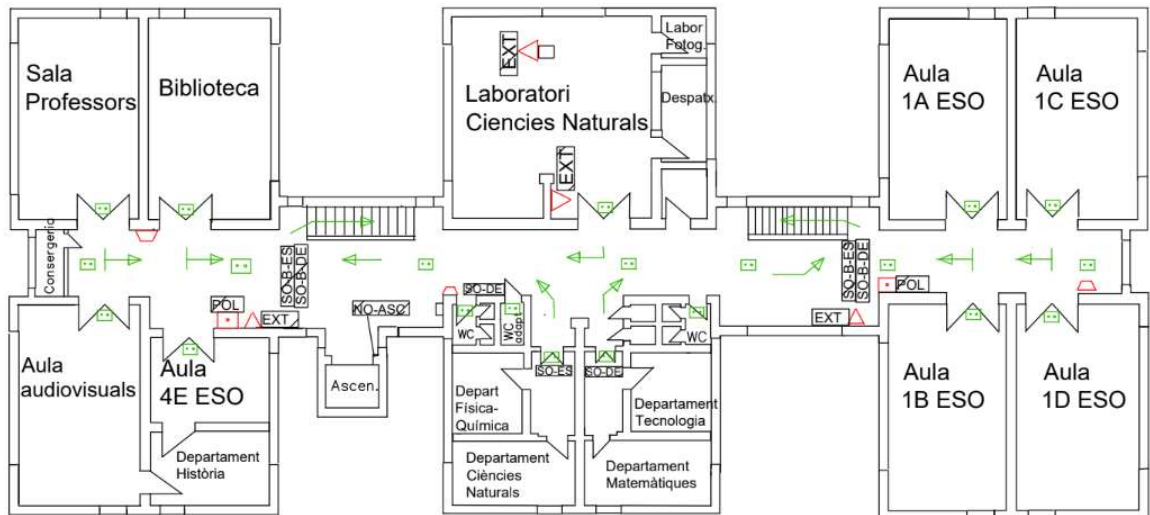 Sala
Professors
Biblioteca
EXT
Laboratori
Ciencies Naturals
EXT
Labor
Fotog.
Despatx.
Aula
1A ESO
Aula
1C ESO
Consergeria
SO-B-ES
SO-B-DE
POL
EXT
NO-ASC
SO-DE
WC
WC
adapt
SO-ES
SO-DE
WC
SO-B-ES
SO-B-DE
POL
EXT
Aula
audiovisuals
Aula
4E ESO
Departament
Història
Ascen.
Depart
Física-
Química
Departament
Ciències
Naturals
Departament
Tecnologia
Departament
Matemàtiques
Aula
1B ESO
Aula
1D ESO